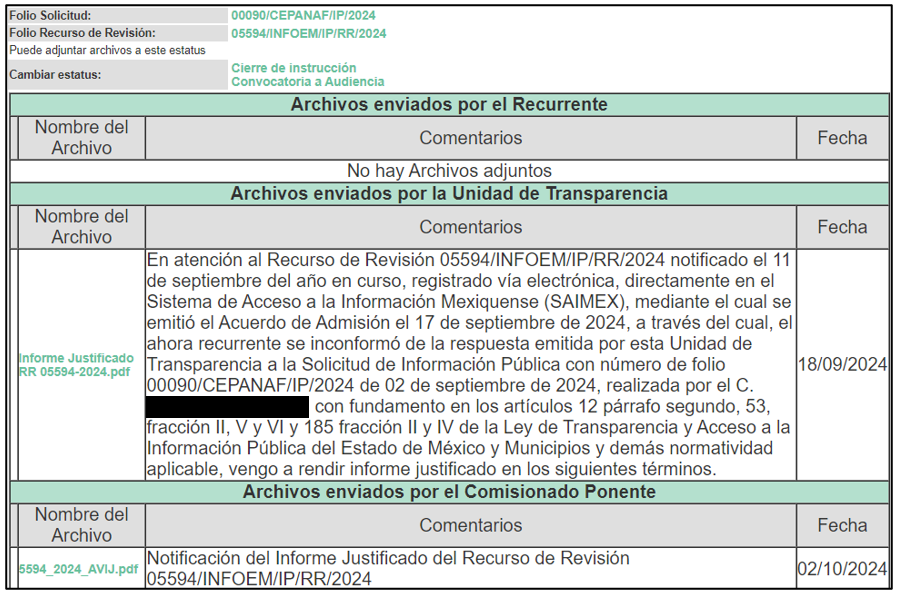 Folio Solicitud: 00090/CEPANAF/IP/2024
Folio Recurso de Revisión: 05594/INFOEM/IP/RR/2024
Puede adjuntar archivos a este estatus
Cambiar estatus: Cierre de instrucción
Convocatoria a Audiencia
Archivos enviados por el Recurrente
Nombre del Archivo Comentarios Fecha
No hay Archivos adjuntos
Archivos enviados por la Unidad de Transparencia
Nombre del Archivo Comentarios Fecha
Informe Justificado
RR 05594-2024.pdf
En atención al Recurso de Revisión 05594/INFOEM/IP/RR/2024 notificado el 11
de septiembre del año en curso, registrado vía electrónica, directamente en el
Sistema de Acceso a la Información Mexiquense (SAIMEX), mediante el cual se
emitió el Acuerdo de Admisión el 17 de septiembre de 2024, a través del cual, el
ahora recurrente se inconformó de la respuesta emitida por esta Unidad de
Transparencia a la Solicitud de Información Pública con número de folio
00090/CEPANAF/IP/2024 de 02 de septiembre de 2024, realizada por el C.
con fundamento en los artículos 12 párrafo segundo, 53,
fracción II, V y VI y 185 fracción II y IV de la Ley de Transparencia y Acceso a la
Información Pública del Estado de México y Municipios y demás normatividad
aplicable, vengo a rendir informe justificado en los siguientes términos.
18/09/2024
Archivos enviados por el Comisionado Ponente
Nombre del Archivo Comentarios Fecha
5594_2024_AVIJ.pdf
Notificación del Informe Justificado del Recurso de Revisión
05594/INFOEM/IP/RR/2024
02/10/2024